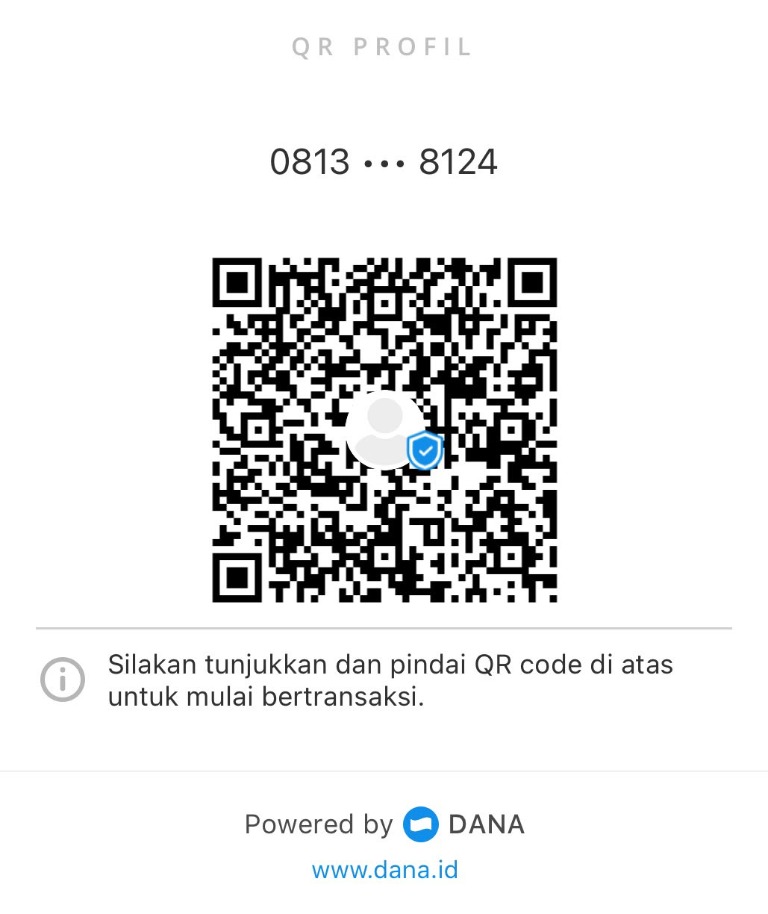 QR PROFIL
0813 ••• 8124
Silakan tunjukkan dan pindai QR code di atas
untuk mulai bertransaksi.
Powered by DANA
www.dana.id